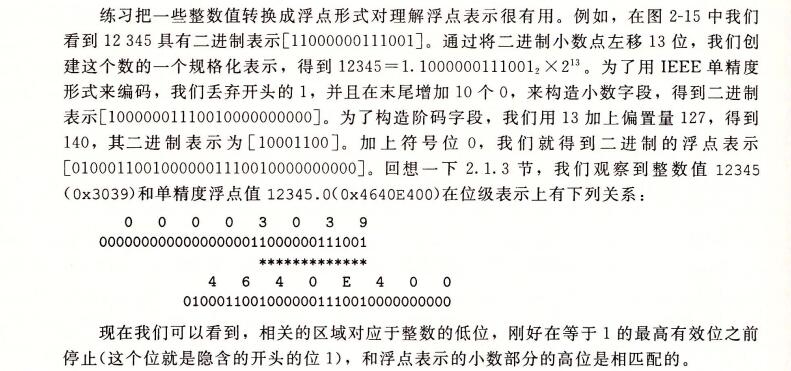 练习把一些整数值转换成浮点形式对理解浮点表示很有用。例如，在图 2-15 中我们
看到 12 345 具有二进制表示[11000000111001]。通过将二进制小数点左移 13 位，我们创
建这个数的一个规格化表示，得到 12345=1.1000000111001₂×2¹³。为了用 IEEE 单精度
形式来编码，我们丢弃开头的 1，并且在末尾增加 10 个 0，来构造小数字段，得到二进制
表示[10000001110010000000000]。为了构造阶码字段，我们用 13 加上偏置量 127，得到
140，其二进制表示为[10001100]。加上符号位 0，我们就得到二进制的浮点表示
[01000110010000001110010000000000]。回想一下 2.1.3 节，我们观察到整数值 12345
(0x3039)和单精度浮点值 12345.0(0x4640E400)在位级表示上有下列关系：
0 0 0 0 3 0 3 9
00000000000000000011000000111001
*************
4 6 4 0 E 4 0 0
01000110010000001110010000000000
现在我们可以看到，相关的区域对应于整数的低位，刚好在等于 1 的最高有效位之前
停止(这个位就是隐含的开头的位 1)，和浮点表示的小数部分的高位是相匹配的。